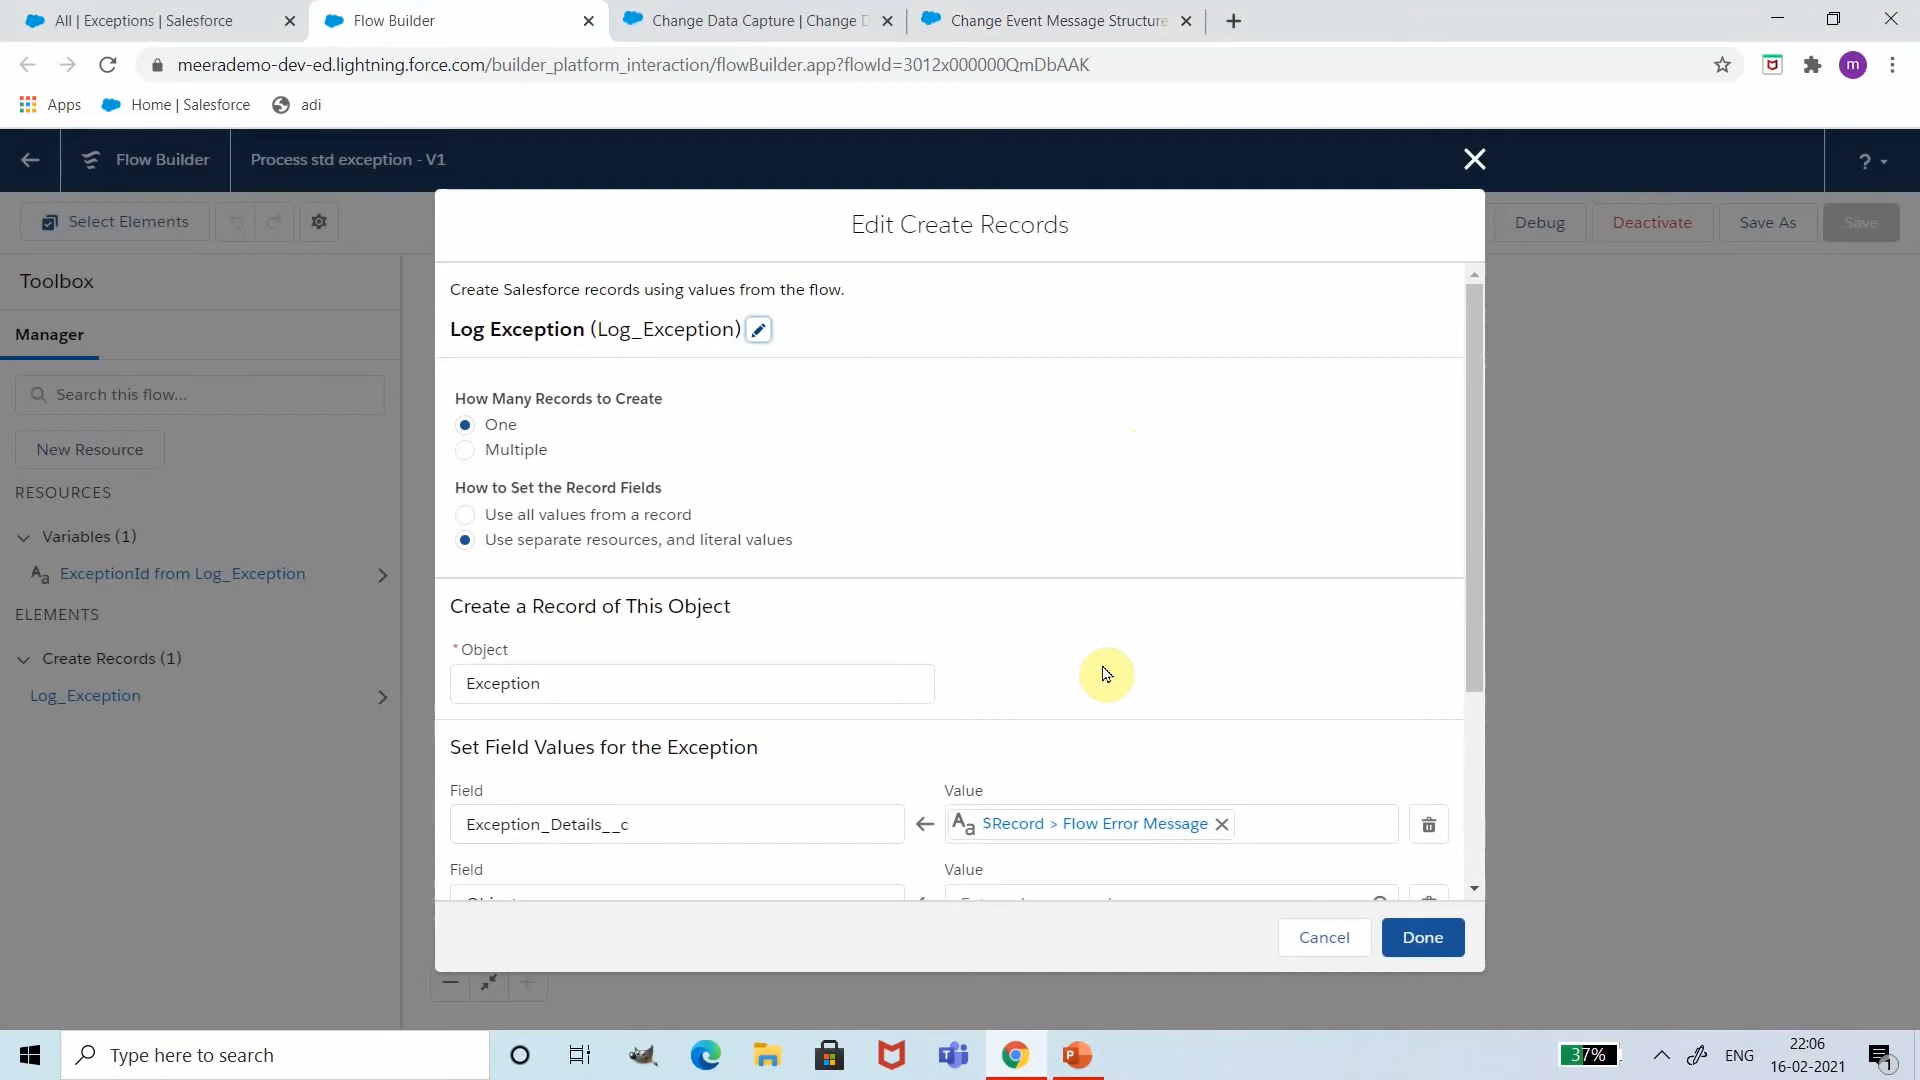 All | Exceptions | Salesforce
Flow Builder
Change Data Capture | Change D
Change Event Message Structure
meerademo-dev-ed.lightning.force.com/builder_platform_interaction/flowBuilder.app?flowId=3012x000000QmDbAAK
m
Apps
Home | Salesforce
adi
Flow Builder
Process std exception - V1
?
Select Elements
Debug
Deactivate
Save As
Save
Toolbox
Manager
Search this flow...
New Resource
RESOURCES
Variables (1)
Aa ExceptionId from Log_Exception
ELEMENTS
Create Records (1)
Log_Exception
Edit Create Records
Create Salesforce records using values from the flow.
Log Exception (Log_Exception)
How Many Records to Create
One
Multiple
How to Set the Record Fields
Use all values from a record
Use separate resources, and literal values
Create a Record of This Object
*Object
Exception
Set Field Values for the Exception
Field
Value
Exception_Details__c
Aa $Record > Flow Error Message
Field
Value
Cancel
Done
Type here to search
37%
ENG
22:06
16-02-2021
1